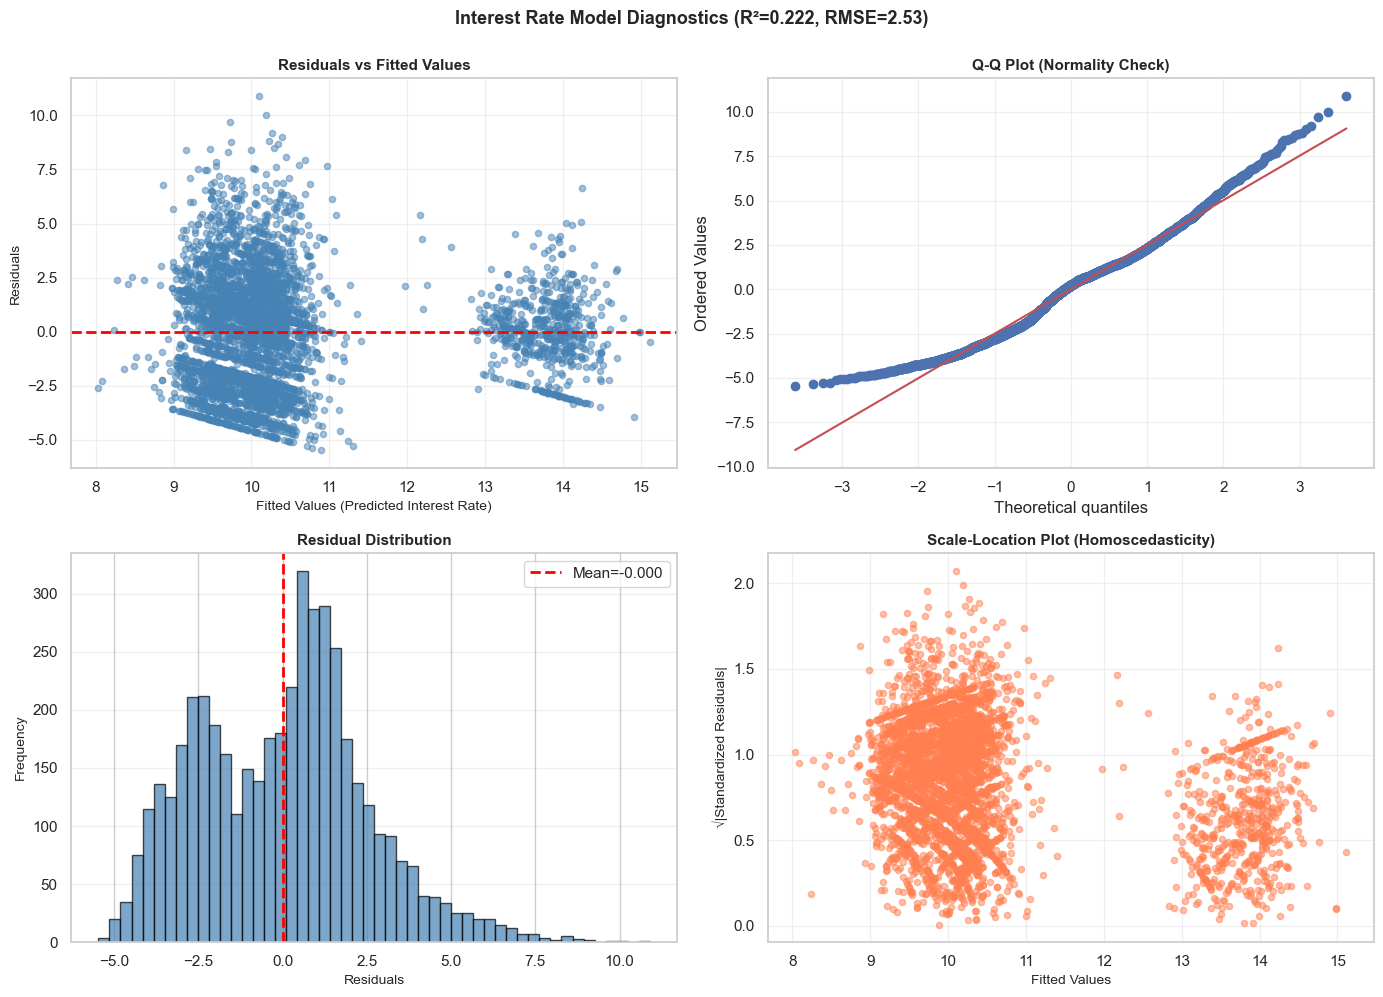 Interest Rate Model Diagnostics (R²=0.222, RMSE=2.53)
Residuals vs Fitted Values
Residuals
10.0
7.5
5.0
2.5
0.0
−2.5
−5.0
8 9 10 11 12 13 14 15
Fitted Values (Predicted Interest Rate)
Q-Q Plot (Normality Check)
Ordered Values
10.0
7.5
5.0
2.5
0.0
−2.5
−5.0
−7.5
−10.0
−3 −2 −1 0 1 2 3
Theoretical quantiles
Residual Distribution
Mean=-0.000
Frequency
300
250
200
150
100
50
0
−5.0 −2.5 0.0 2.5 5.0 7.5 10.0
Residuals
Scale-Location Plot (Homoscedasticity)
√|Standardized Residuals|
2.0
1.5
1.0
0.5
0.0
8 9 10 11 12 13 14 15
Fitted Values